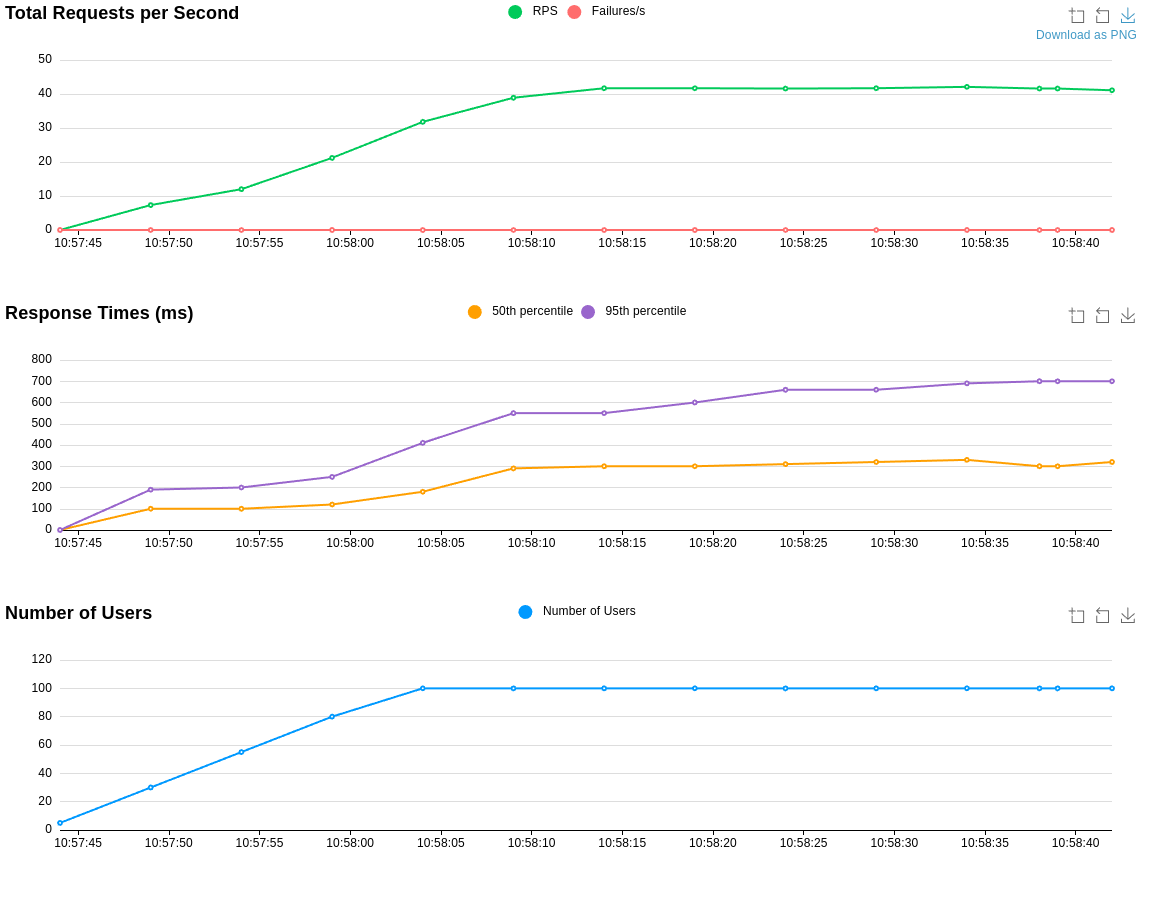 Total Requests per Second
RPS Failures/s
Download as PNG
50
40
30
20
10
0
10:57:45 10:57:50 10:57:55 10:58:00 10:58:05 10:58:10 10:58:15 10:58:20 10:58:25 10:58:30 10:58:35 10:58:40
Response Times (ms)
50th percentile 95th percentile
800
700
600
500
400
300
200
100
0
10:57:45 10:57:50 10:57:55 10:58:00 10:58:05 10:58:10 10:58:15 10:58:20 10:58:25 10:58:30 10:58:35 10:58:40
Number of Users
Number of Users
120
100
80
60
40
20
0
10:57:45 10:57:50 10:57:55 10:58:00 10:58:05 10:58:10 10:58:15 10:58:20 10:58:25 10:58:30 10:58:35 10:58:40